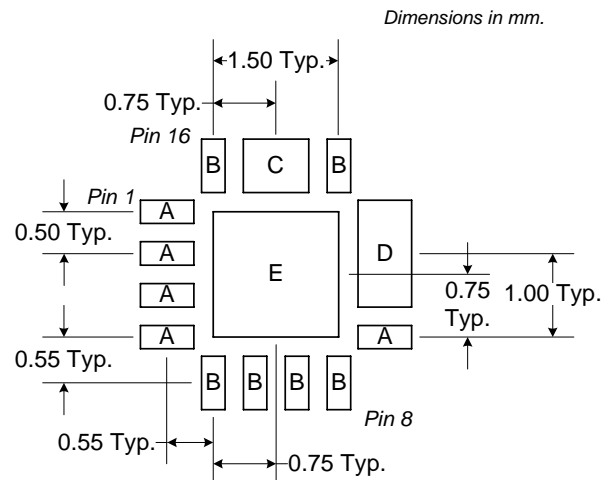 Dimensions in mm.
1.50 Typ.
0.75 Typ.
Pin 16
B
C
B
Pin 1
A
0.50 Typ.
A
D
E
A
0.75
Typ.
1.00 Typ.
A
A
0.55 Typ.
B
B
B
B
Pin 8
0.55 Typ.
0.75 Typ.